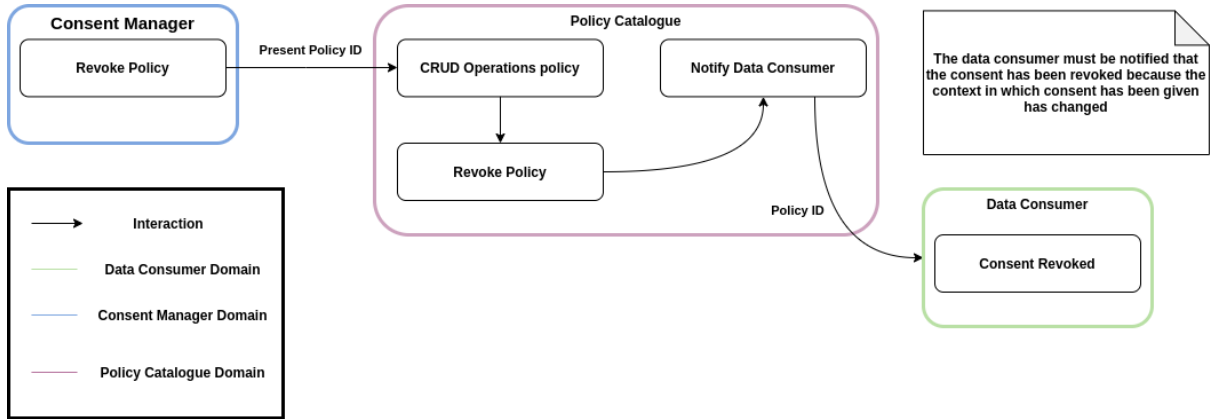 Consent Manager
Revoke Policy
Present Policy ID
Policy Catalogue
CRUD Operations policy
Notify Data Consumer
Revoke Policy
Policy ID
The data consumer must be notified that
the consent has been revoked because the
context in which consent has been given
has changed
Data Consumer
Consent Revoked
Interaction
Data Consumer Domain
Consent Manager Domain
Policy Catalogue Domain